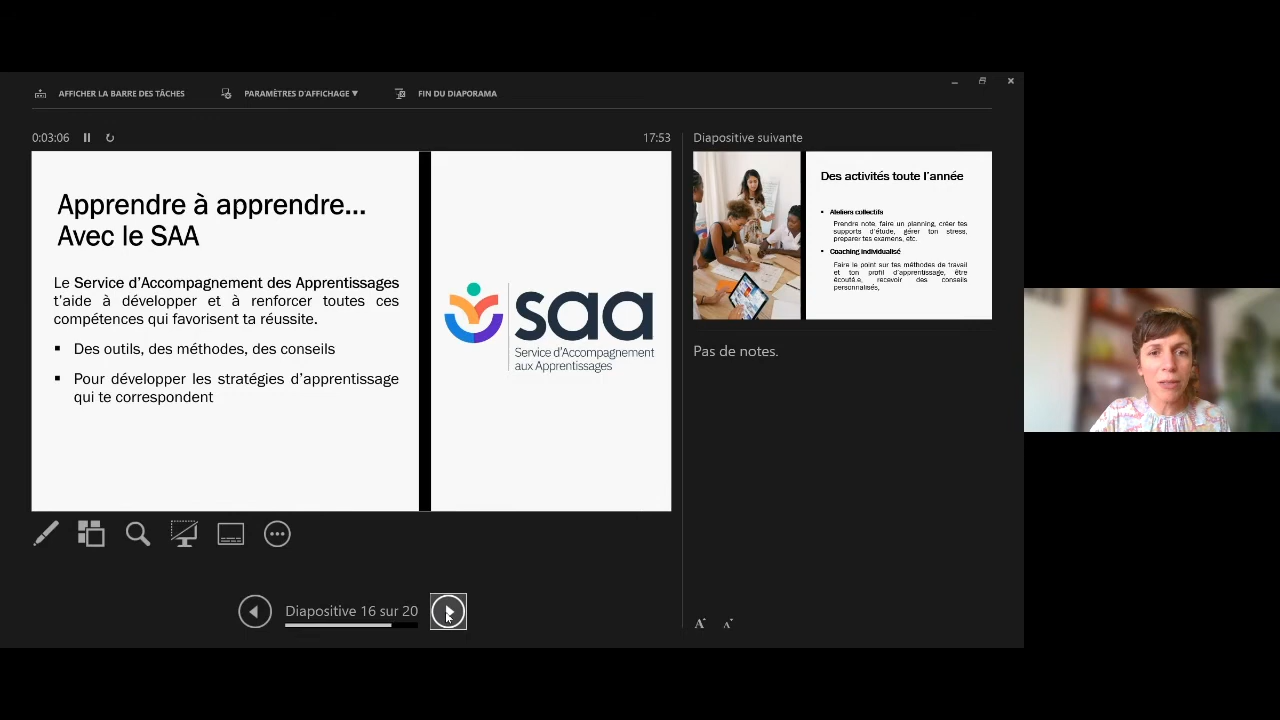 AFFICHER LA BARRE DES TÂCHES
PARAMÈTRES D'AFFICHAGE ▼
FIN DU DIAPORAMA
0:03:06
17:53
Apprendre à apprendre...
Avec le SAA
Le Service d'Accompagnement des Apprentissages
t'aide à développer et à renforcer toutes ces
compétences qui favorisent ta réussite.
▪ Des outils, des méthodes, des conseils
▪ Pour développer les stratégies d'apprentissage
qui te correspondent
saa
Service d'Accompagnement
aux Apprentissages
Diapositive suivante
Des activités toute l'année
▪ Ateliers collectifs
Prendre note, faire un planning, créer tes
supports d'étude, gérer ton stress,
préparer tes examens, etc.
▪ Coaching individualisé
Faire le point sur tes méthodes de travail
et ton profil d'apprentissage, être
écouté.e, recevoir des conseils
personnalisés,
Pas de notes.
Diapositive 16 sur 20
A A